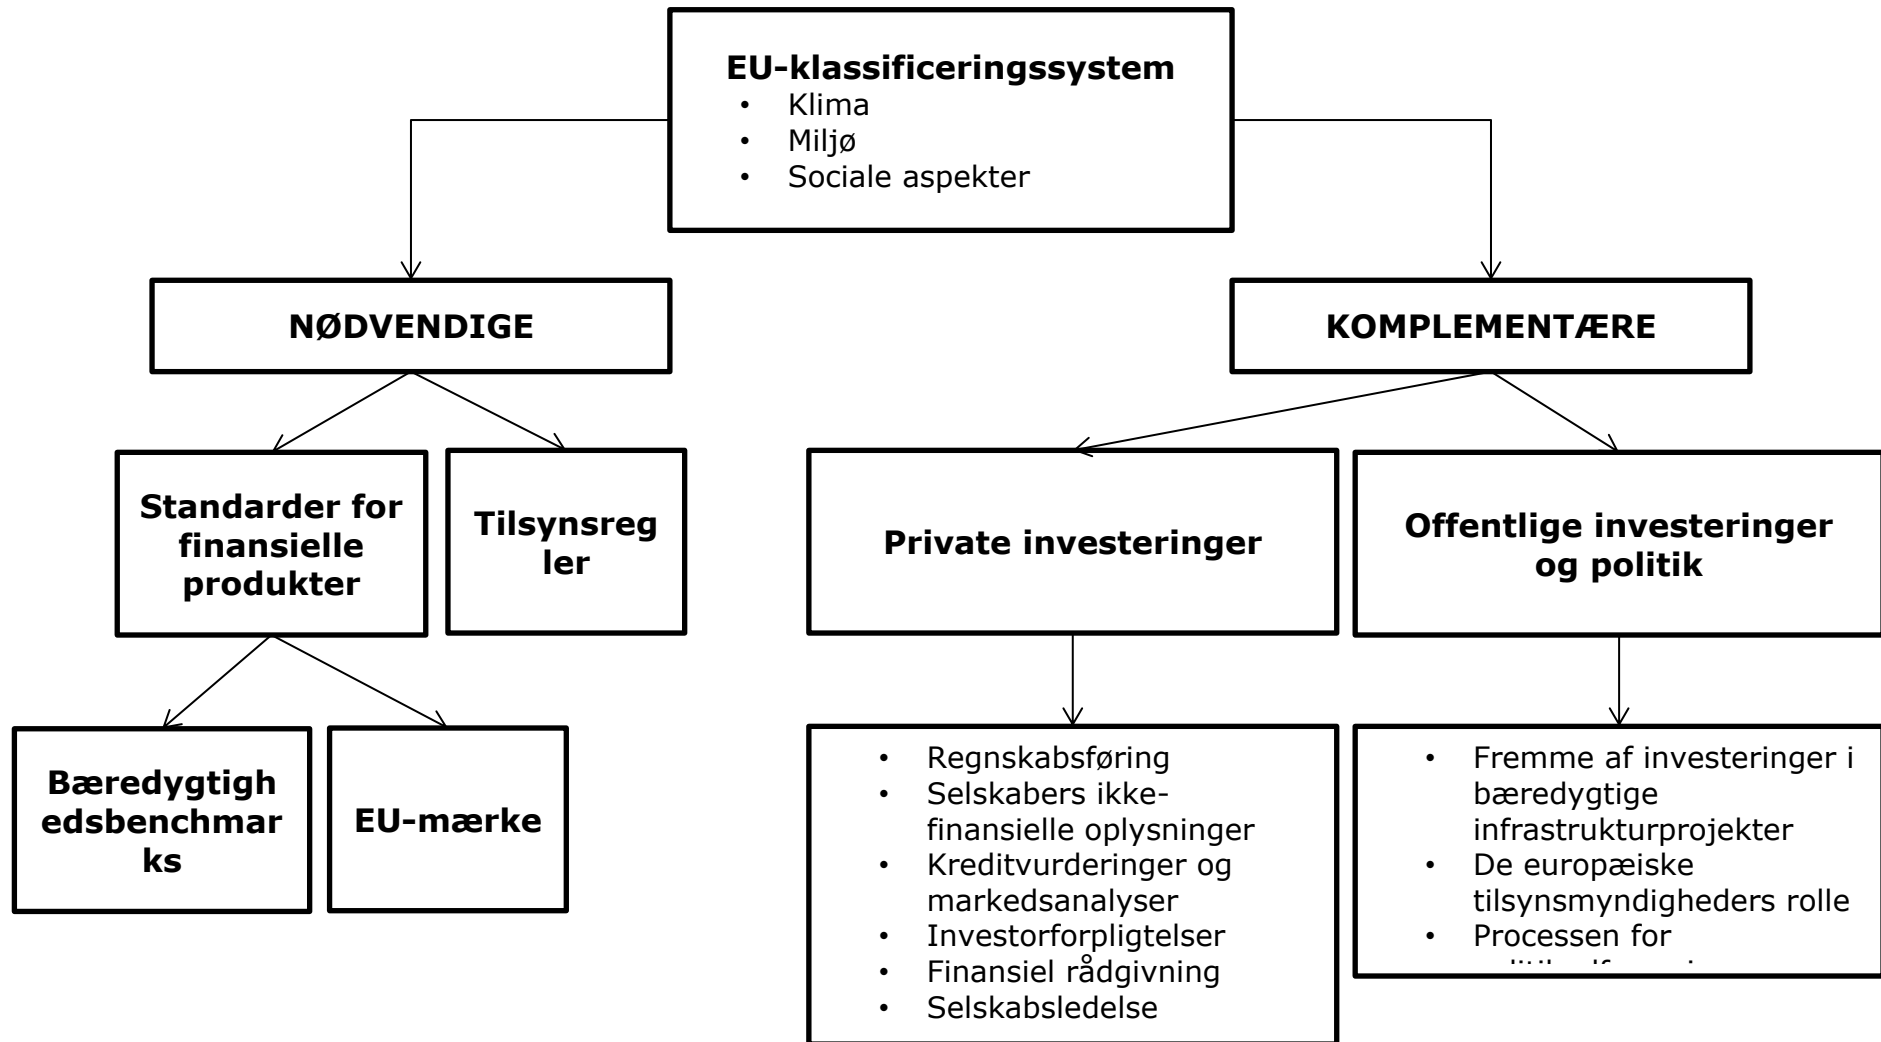 EU-klassificeringssystem
• Klima
• Miljø
• Sociale aspekter
NØDVENDIGE
KOMPLEMENTÆRE
Standarder for
finansielle
produkter
Tilsynsreg
ler
Private investeringer
Offentlige investeringer
og politik
Bæredygtigh
edsbenchmar
ks
EU-mærke
• Regnskabsføring
• Selskabers ikke-
finansielle oplysninger
• Kreditvurderinger og
markedsanalyser
• Investorforpligtelser
• Finansiel rådgivning
• Selskabsledelse
• Fremme af investeringer i
bæredygtige
infrastrukturprojekter
• De europæiske
tilsynsmyndigheders rolle
• Processen for